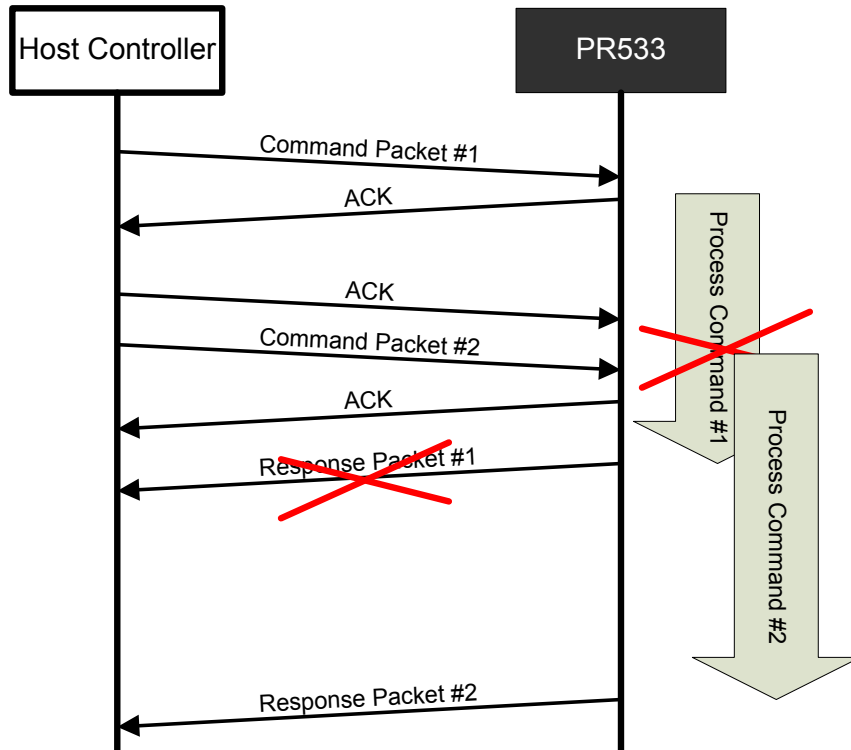 Host Controller
PR533
Command Packet #1
ACK
ACK
Command Packet #2
ACK
Response Packet #1
Response Packet #2
Process Command #1
Process Command #2